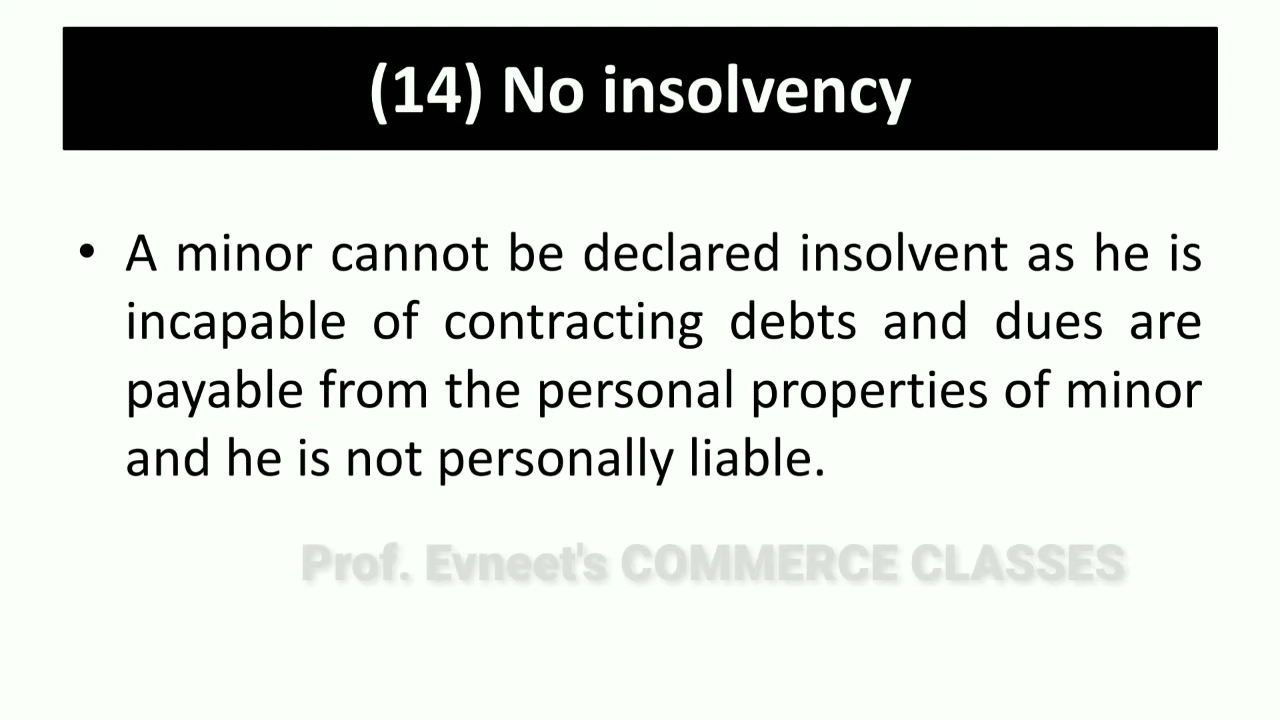 (14) No insolvency
• A minor cannot be declared insolvent as he is
incapable of contracting debts and dues are
payable from the personal properties of minor
and he is not personally liable.
Prof. Evneet's COMMERCE CLASSES